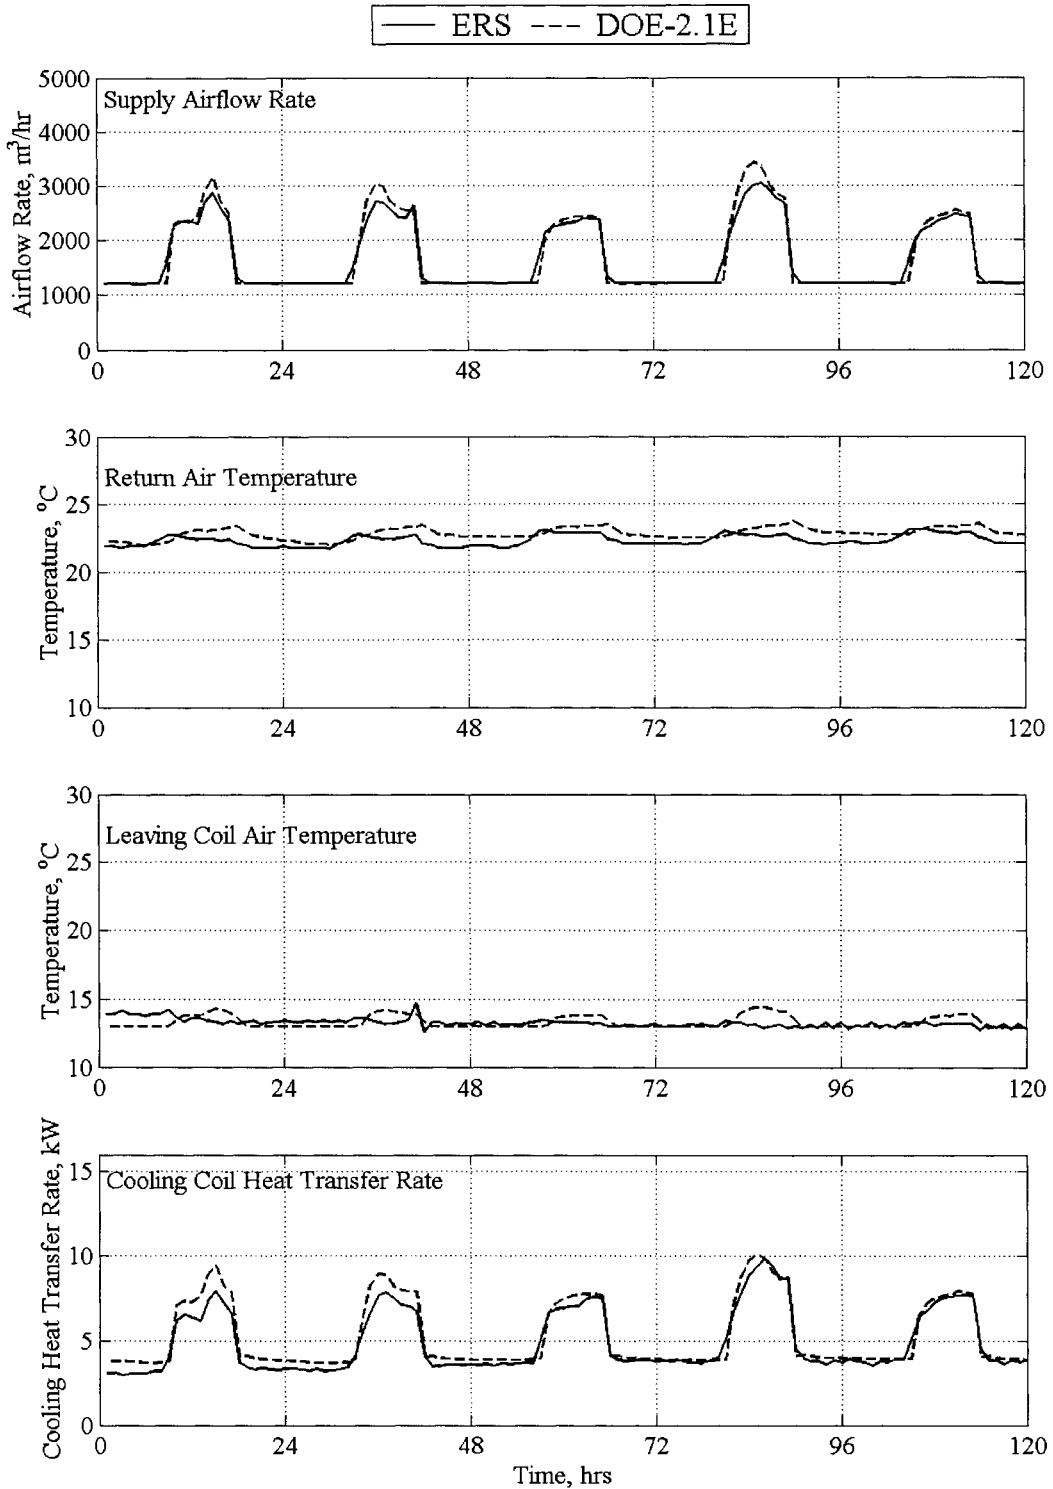 ERS DOE-2.1E
Supply Airflow Rate
Airflow Rate, m³/hr
5000
4000
3000
2000
1000
0
0 24 48 72 96 120
Return Air Temperature
Temperature, °C
30
25
20
15
10
0 24 48 72 96 120
Leaving Coil Air Temperature
Temperature, °C
30
25
20
15
10
0 24 48 72 96 120
Cooling Coil Heat Transfer Rate
Cooling Heat Transfer Rate, kW
15
10
5
0
0 24 48 72 96 120
Time, hrs